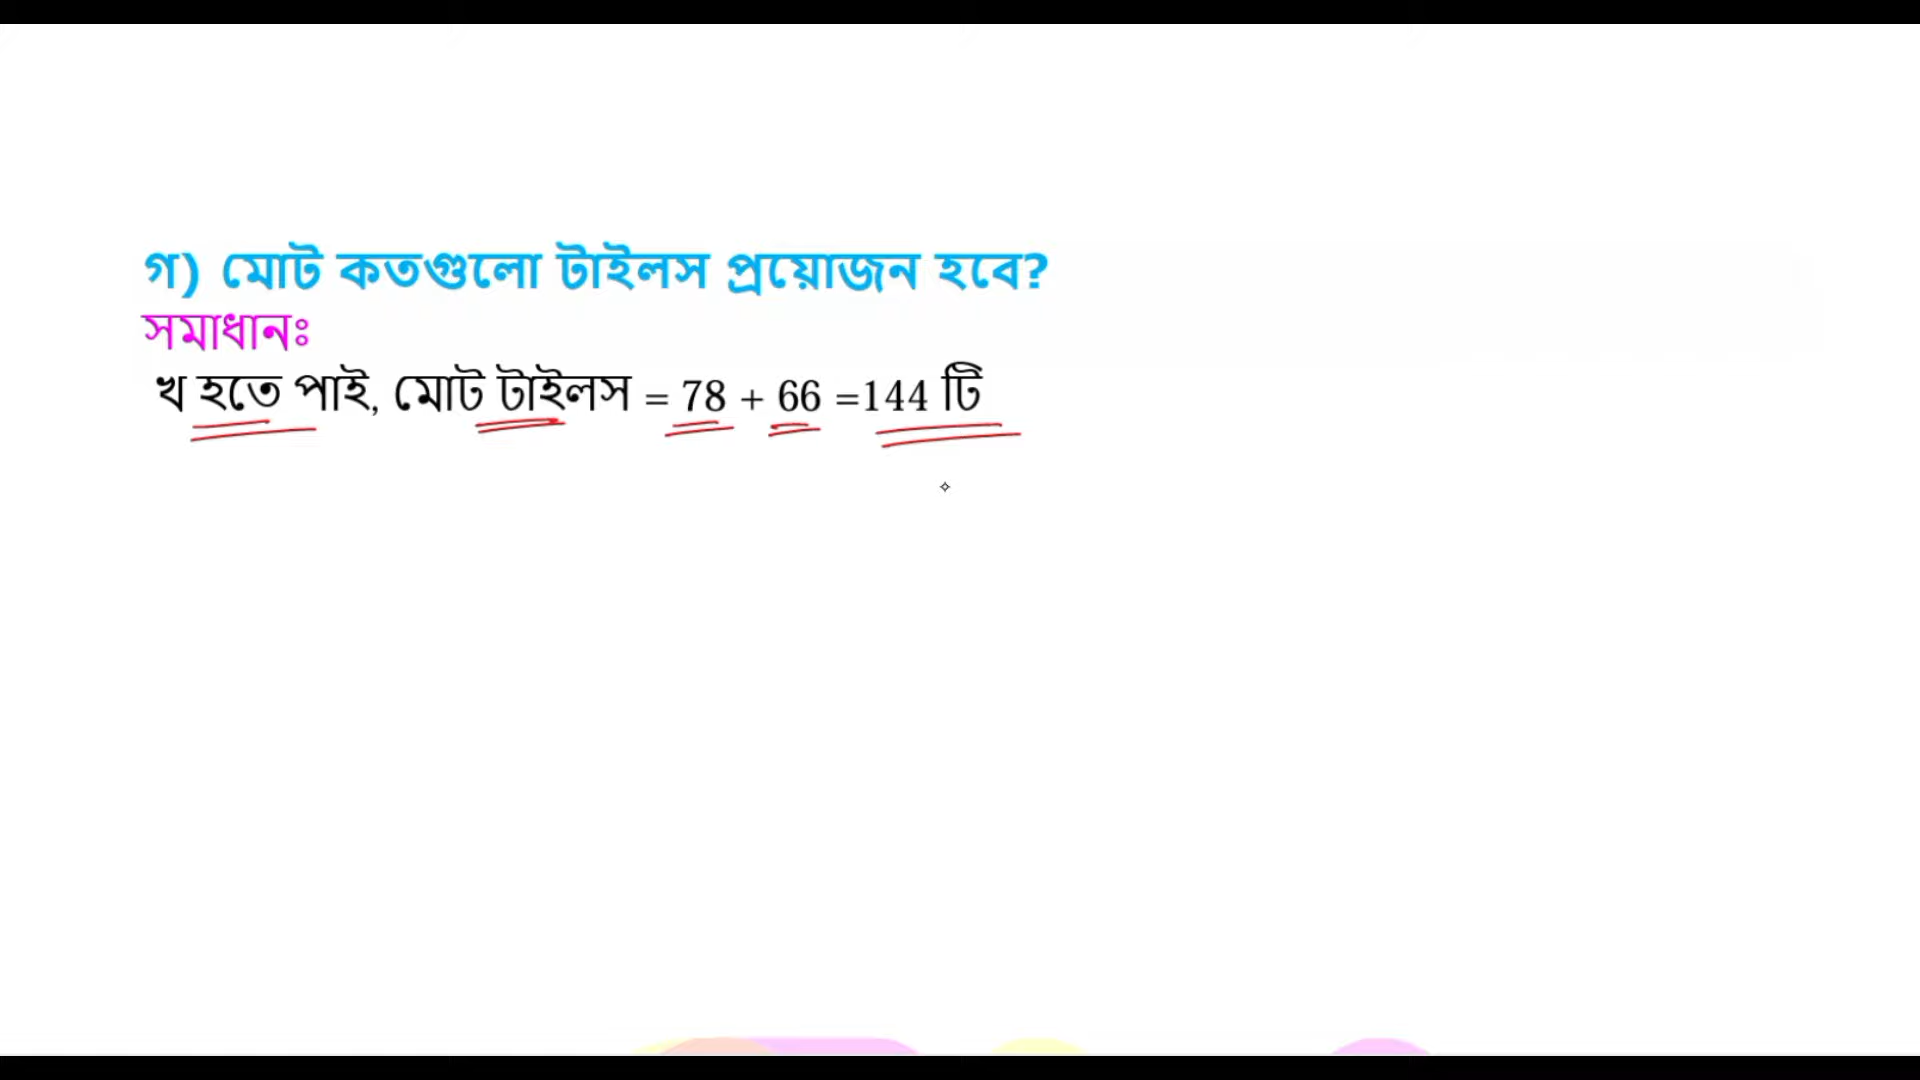 গ) মোট কতগুলো টাইলস প্রয়োজন হবে?
সমাধানঃ
খ হতে পাই, মোট টাইলস = 78 + 66 =144 টি